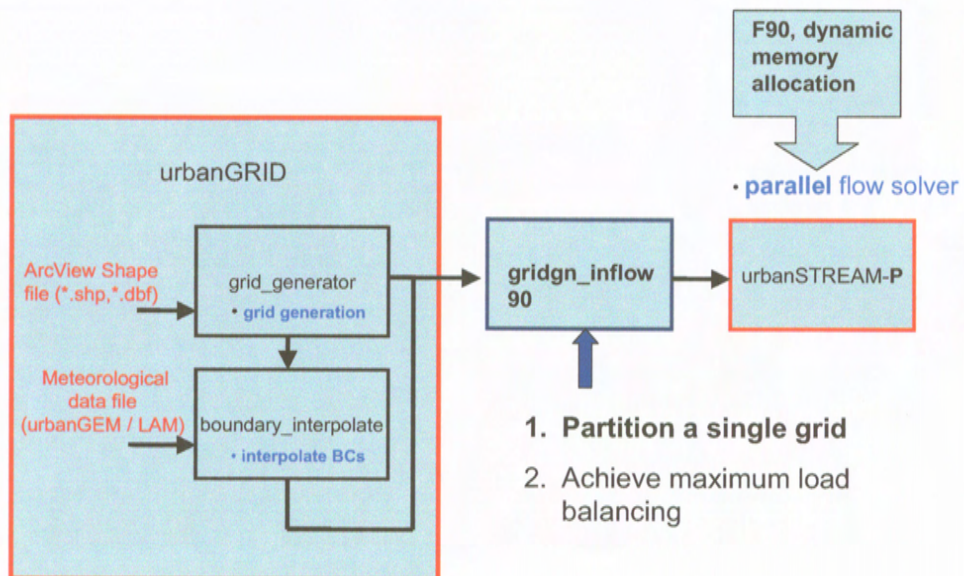 F90, dynamic
memory
allocation
urbanGRID
• parallel flow solver
ArcView Shape
file (*.shp,*.dbf)
grid_generator
• grid generation
gridgn_inflow
90
urbanSTREAM-P
Meteorological
data file
(urbanGEM / LAM)
boundary_interpolate
• interpolate BCs
1. Partition a single grid
2. Achieve maximum load
balancing